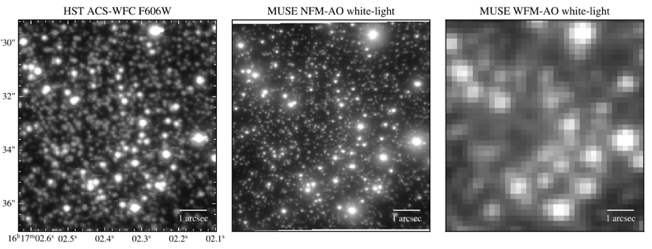 HST ACS-WFC F606W
MUSE NFM-AO white-light
MUSE WFM-AO white-light
'30"
32"
34"
36"
1 arcsec
1 arcsec
1 arcsec
16ʰ17ᵐ02.6ˢ 02.5ˢ 02.4ˢ 02.3ˢ 02.2ˢ 02.1ˢ